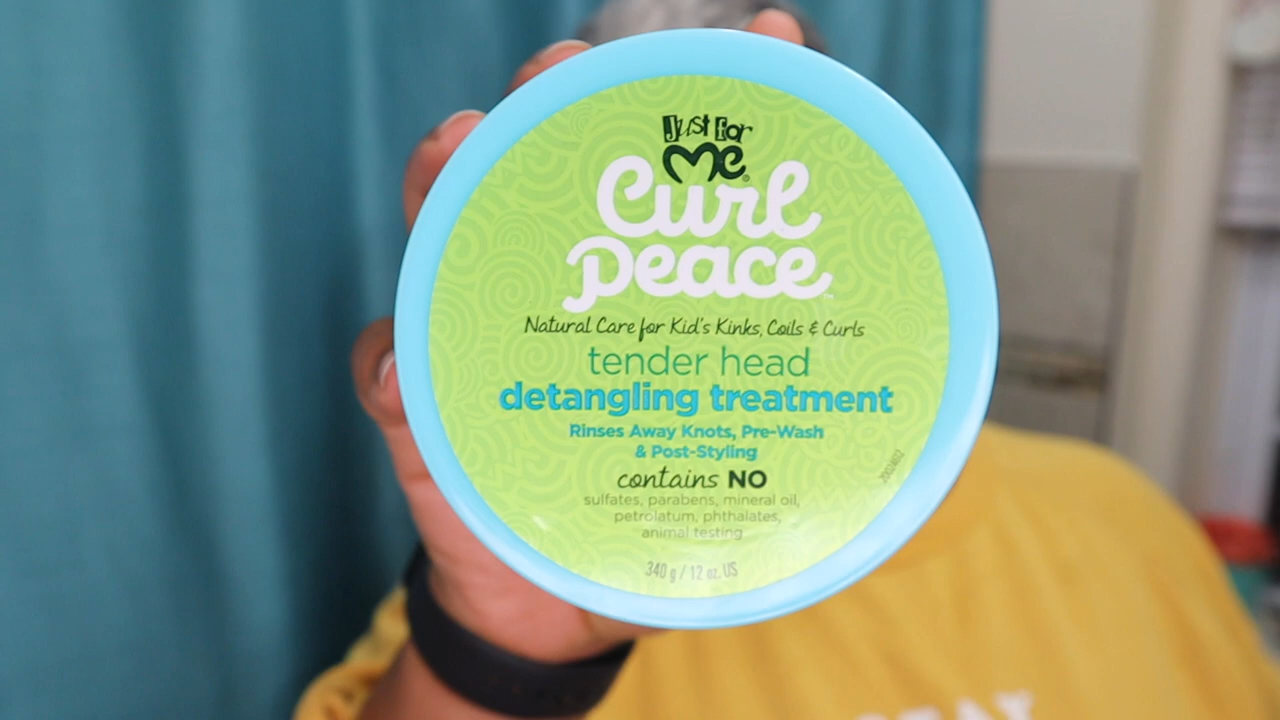 Just for
me®
Curl
Peace™
Natural Care for Kid's Kinks, Coils & Curls
tender head
detangling treatment
Rinses Away Knots, Pre-Wash
& Post-Styling
contains NO
sulfates, parabens, mineral oil,
petrolatum, phthalates,
animal testing
340 g / 12 oz. US